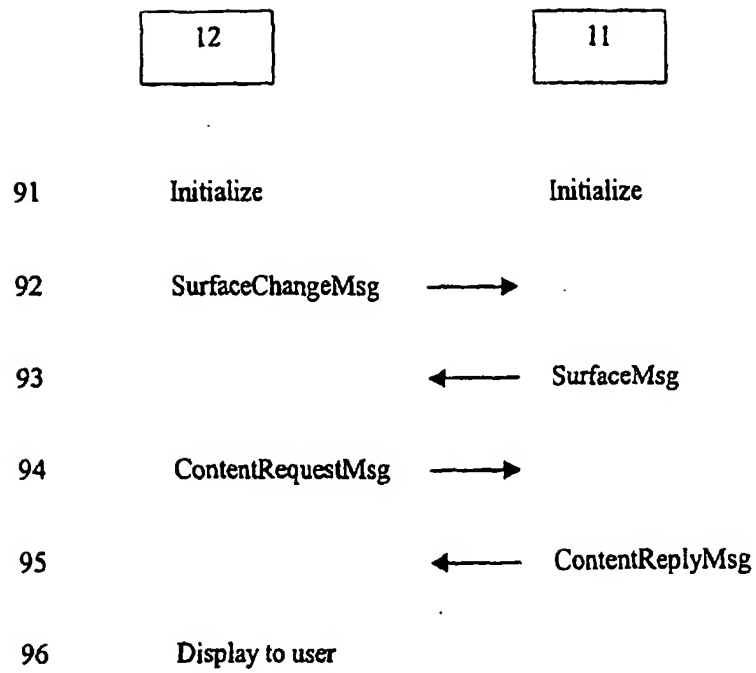 12 11
91 Initialize Initialize
92 SurfaceChangeMsg
93 SurfaceMsg
94 ContentRequestMsg
95 ContentReplyMsg
96 Display to user